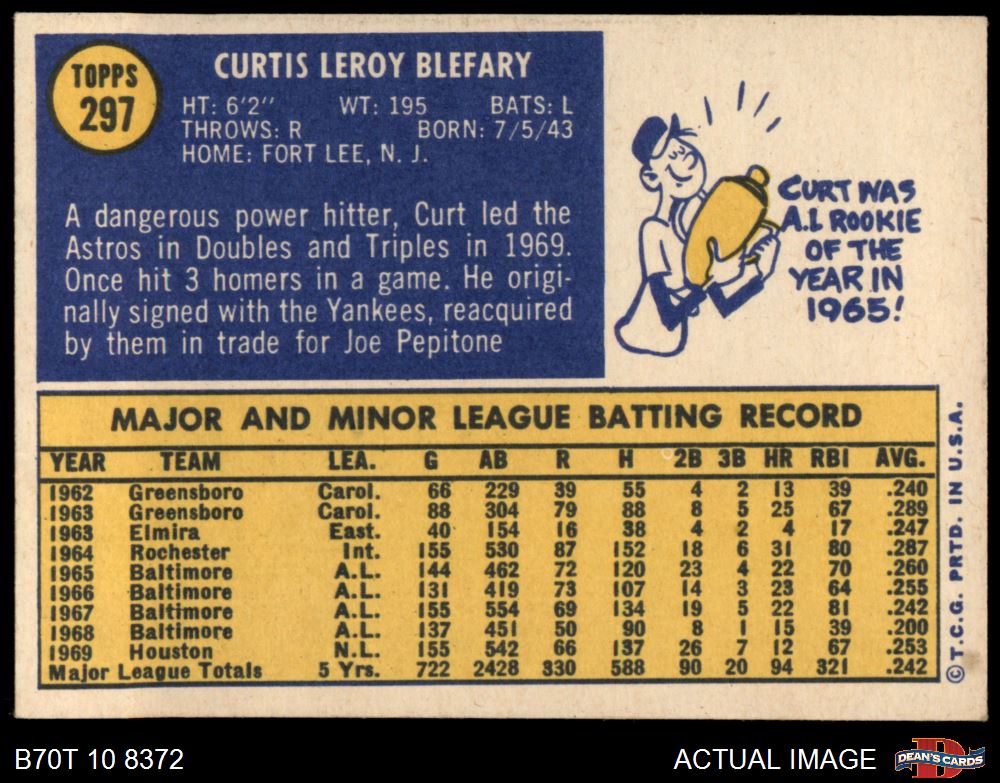 TOPPS
297
CURTIS LEROY BLEFARY
HT: 6'2" WT: 195 BATS: L
THROWS: R BORN: 7/5/43
HOME: FORT LEE, N. J.
A dangerous power hitter, Curt led the
Astros in Doubles and Triples in 1969.
Once hit 3 homers in a game. He origi-
nally signed with the Yankees, reacquired
by them in trade for Joe Pepitone
CURT WAS
A.L ROOKIE
OF THE
YEAR IN
1965!
MAJOR AND MINOR LEAGUE BATTING RECORD
YEAR TEAM LEA. G AB R H 2B 3B HR RBI AVG.
1962 Greensboro Carol. 66 229 39 55 4 2 13 39 .240
1963 Greensboro Carol. 88 304 79 88 8 5 25 67 .289
1963 Elmira East. 40 154 16 38 4 2 4 17 .247
1964 Rochester Int. 155 530 87 152 18 6 31 80 .287
1965 Baltimore A.L. 144 462 72 120 23 4 22 70 .260
1966 Baltimore A.L. 131 419 73 107 14 3 23 64 .255
1967 Baltimore A.L. 155 554 69 134 19 5 22 81 .242
1968 Baltimore A.L. 137 451 50 90 8 1 15 39 .200
1969 Houston N.L. 155 542 66 137 26 7 12 67 .253
Major League Totals 5 Yrs. 722 2428 330 588 90 20 94 321 .242
© T.C.G. PRTD. IN U.S.A.
B70T 10 8372
ACTUAL IMAGE
D
DEAN'S CARDS